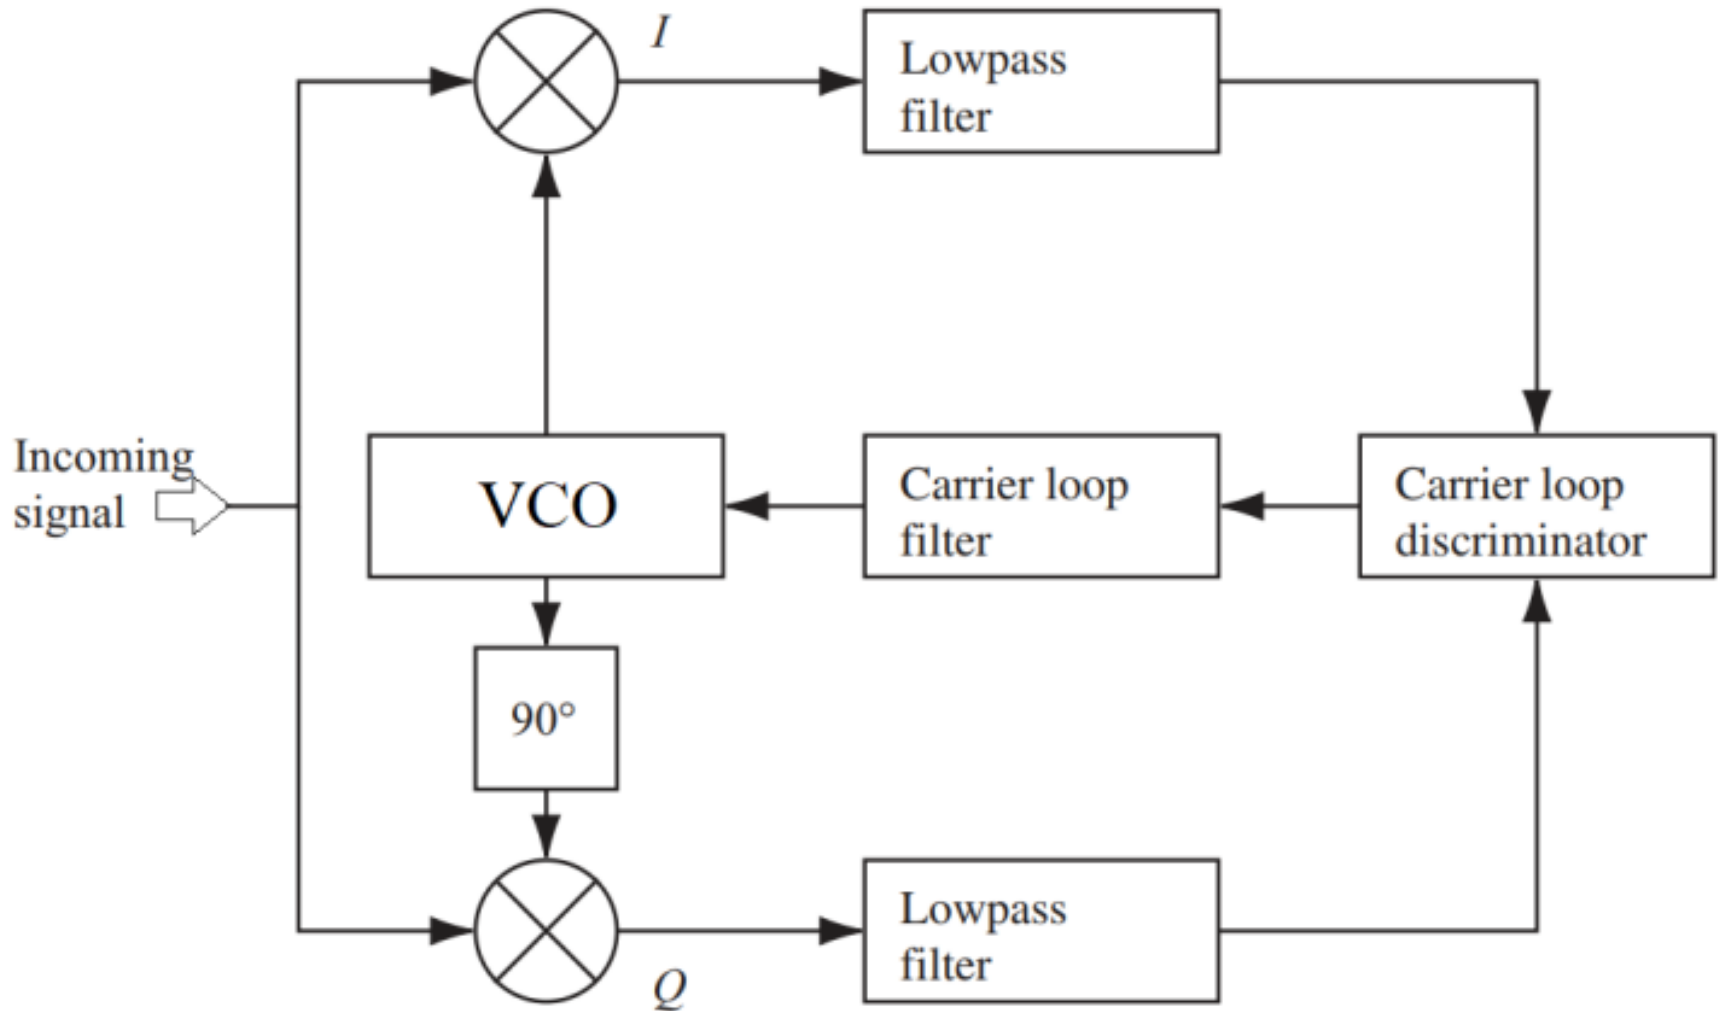 I
Lowpass
filter
Incoming
signal
VCO
Carrier loop
filter
Carrier loop
discriminator
90°
Lowpass
filter
Q